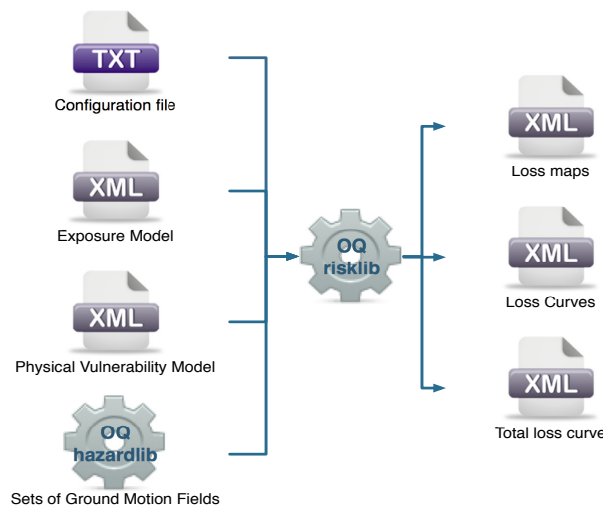 TXT
Configuration file
XML
Exposure Model
XML
Physical Vulnerability Model
OQ
hazardlib
Sets of Ground Motion Fields
OQ
risklib
XML
Loss maps
XML
Loss Curves
XML
Total loss curve